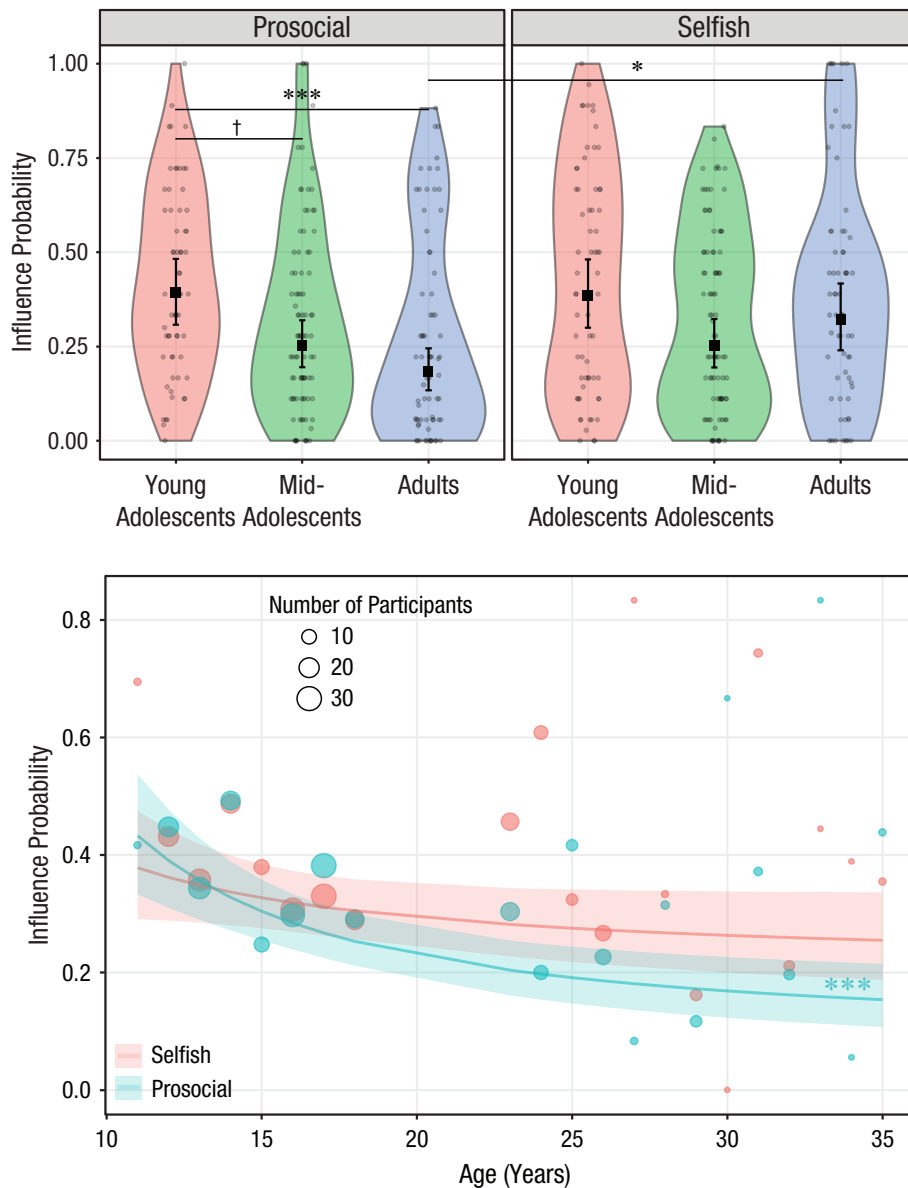 Prosocial
Selfish
Influence Probability
1.00
0.75
0.50
0.25
0.00
***
†
*
Young
Adolescents
Mid-
Adolescents
Adults
Young
Adolescents
Mid-
Adolescents
Adults
Influence Probability
0.8
0.6
0.4
0.2
0.0
Number of Participants
10
20
30
***
Selfish
Prosocial
10
15
20
25
30
35
Age (Years)